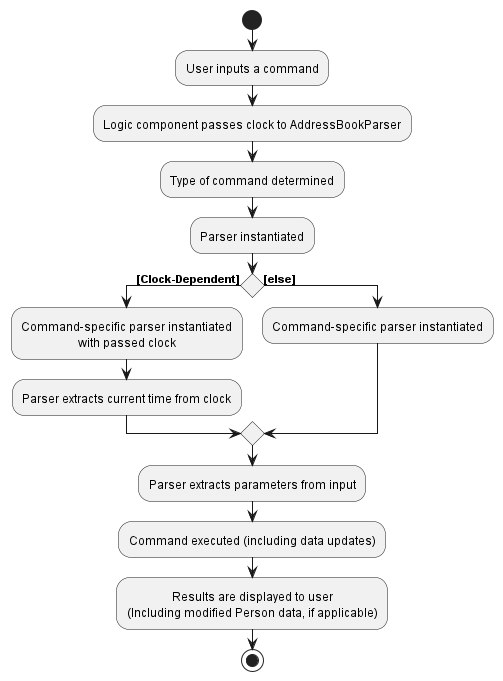 User inputs a command
Logic component passes clock to AddressBookParser
Type of command determined
Parser instantiated
[Clock-Dependent]
[else]
Command-specific parser instantiated
with passed clock
Command-specific parser instantiated
Parser extracts current time from clock
Parser extracts parameters from input
Command executed (including data updates)
Results are displayed to user
(Including modified Person data, if applicable)